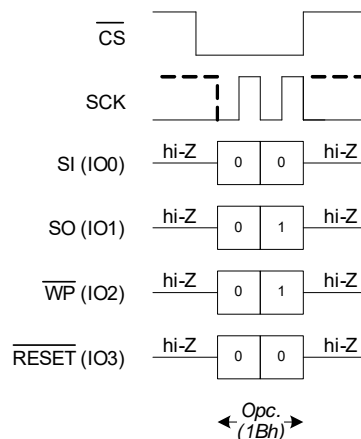 CS
SCK
hi-Z hi-Z
SI (IO0) 0 0
hi-Z hi-Z
SO (IO1) 0 1
hi-Z hi-Z
WP (IO2) 0 1
hi-Z hi-Z
RESET (IO3) 0 0
Opc.
(1Bh)